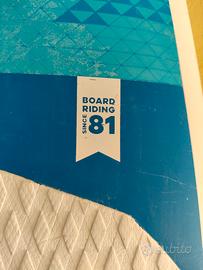 BOARD
RIDING
SINCE 81
subito